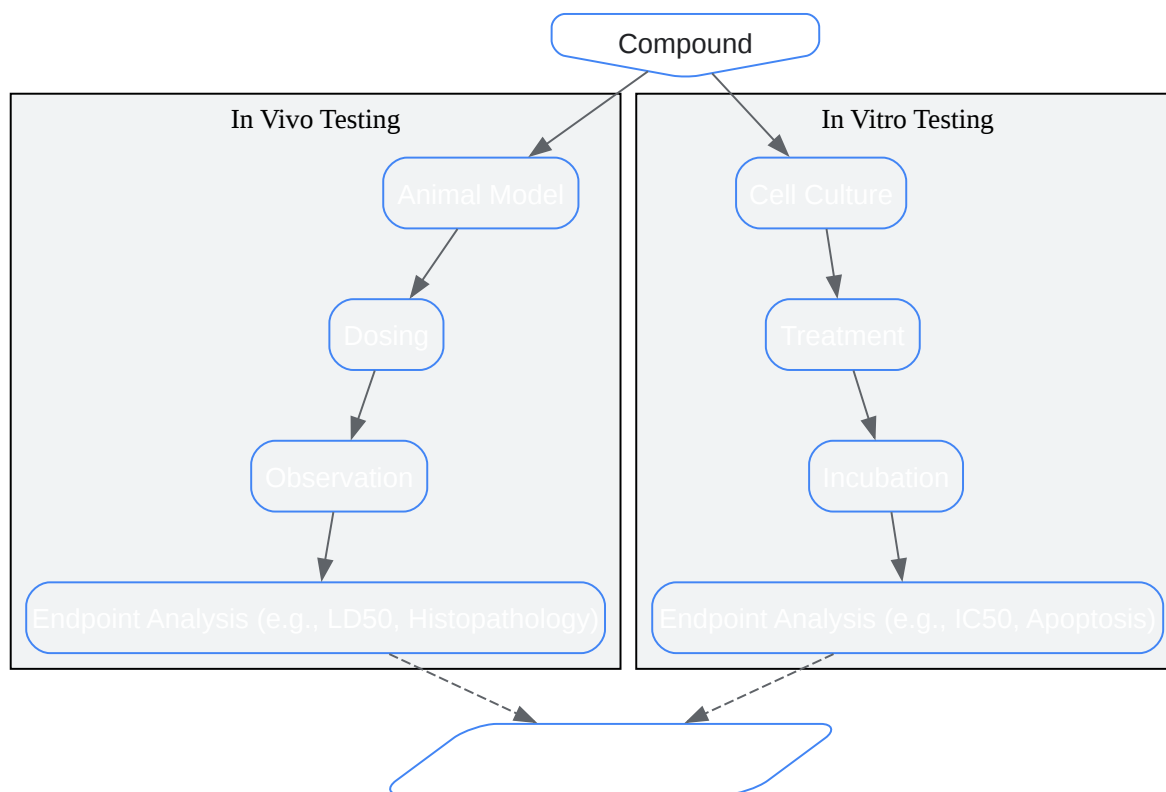 Compound
In Vivo Testing
In Vitro Testing
Animal Model
Cell Culture
Dosing
Treatment
Observation
Incubation
Endpoint Analysis (e.g., LD50, Histopathology)
Endpoint Analysis (e.g., IC50, Apoptosis)